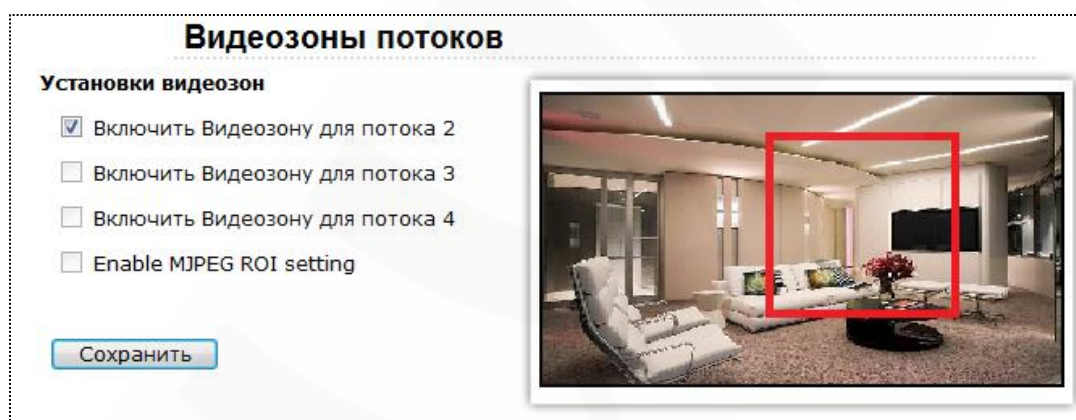 Видеозоны потоков
Установки видеозон
Включить Видеозону для потока 2
Включить Видеозону для потока 3
Включить Видеозону для потока 4
Enable MJPEG ROI setting
Сохранить